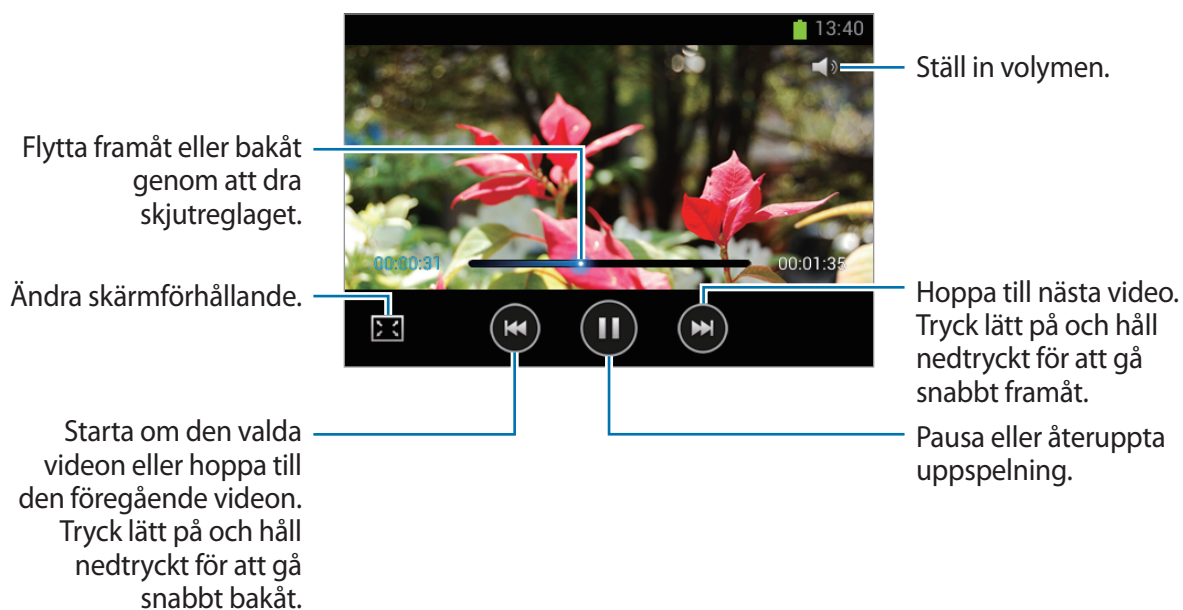 13:40
Ställ in volymen.
Flytta framåt eller bakåt
genom att dra
skjutreglaget.
00:00:31
00:01:35
Ändra skärmförhållande.
Hoppa till nästa video.
Tryck lätt på och håll
nedtryckt för att gå
snabbt framåt.
Starta om den valda
videon eller hoppa till
den föregående videon.
Tryck lätt på och håll
nedtryckt för att gå
snabbt bakåt.
Pausa eller återuppta
uppspelning.